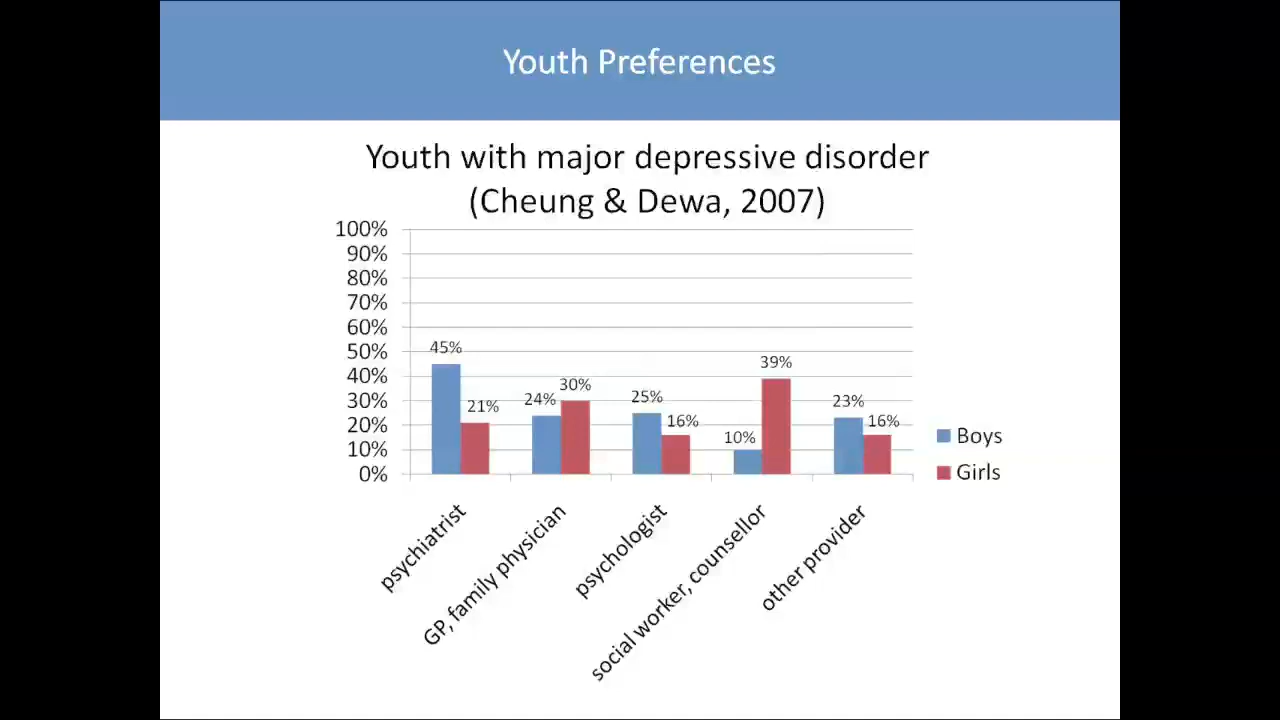 Youth Preferences
Youth with major depressive disorder
(Cheung & Dewa, 2007)
100%
90%
80%
70%
60%
50%
40%
30%
20%
10%
0%
45%
21%
24%
30%
25%
16%
10%
39%
23%
16%
psychiatrist
GP, family physician
psychologist
social worker, counsellor
other provider
Boys
Girls